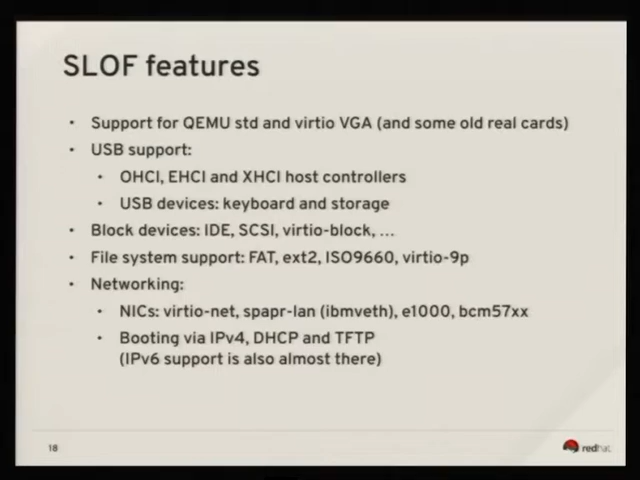 SLOF features
• Support for QEMU std and virtio VGA (and some old real cards)
• USB support:
• OHCI, EHCI and XHCI host controllers
• USB devices: keyboard and storage
• Block devices: IDE, SCSI, virtio-block, ...
• File system support: FAT, ext2, ISO9660, virtio-9p
• Networking:
• NICs: virtio-net, spapr-lan (ibmveth), e1000, bcm57xx
• Booting via IPv4, DHCP and TFTP
(IPv6 support is also almost there)
18
redhat